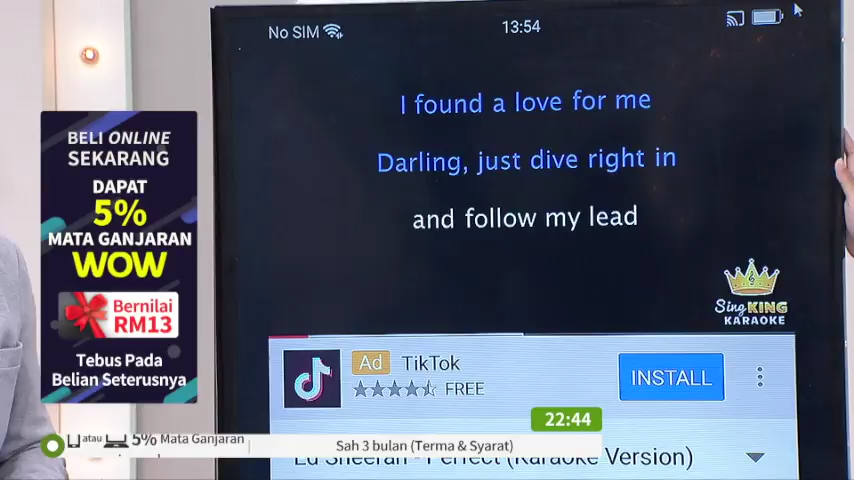 No SIM
13:54
I found a love for me
Darling, just dive right in
and follow my lead
Sing KING
KARAOKE
BELI ONLINE
SEKARANG
DAPAT
5%
MATA GANJARAN
WOW
Bernilai
RM13
Tebus Pada
Belian Seterusnya
Ad TikTok
FREE
INSTALL
22:44
atau 5% Mata Ganjaran
Sah 3 bulan (Terma & Syarat)
Ed Sheeran - Perfect (Karaoke Version)